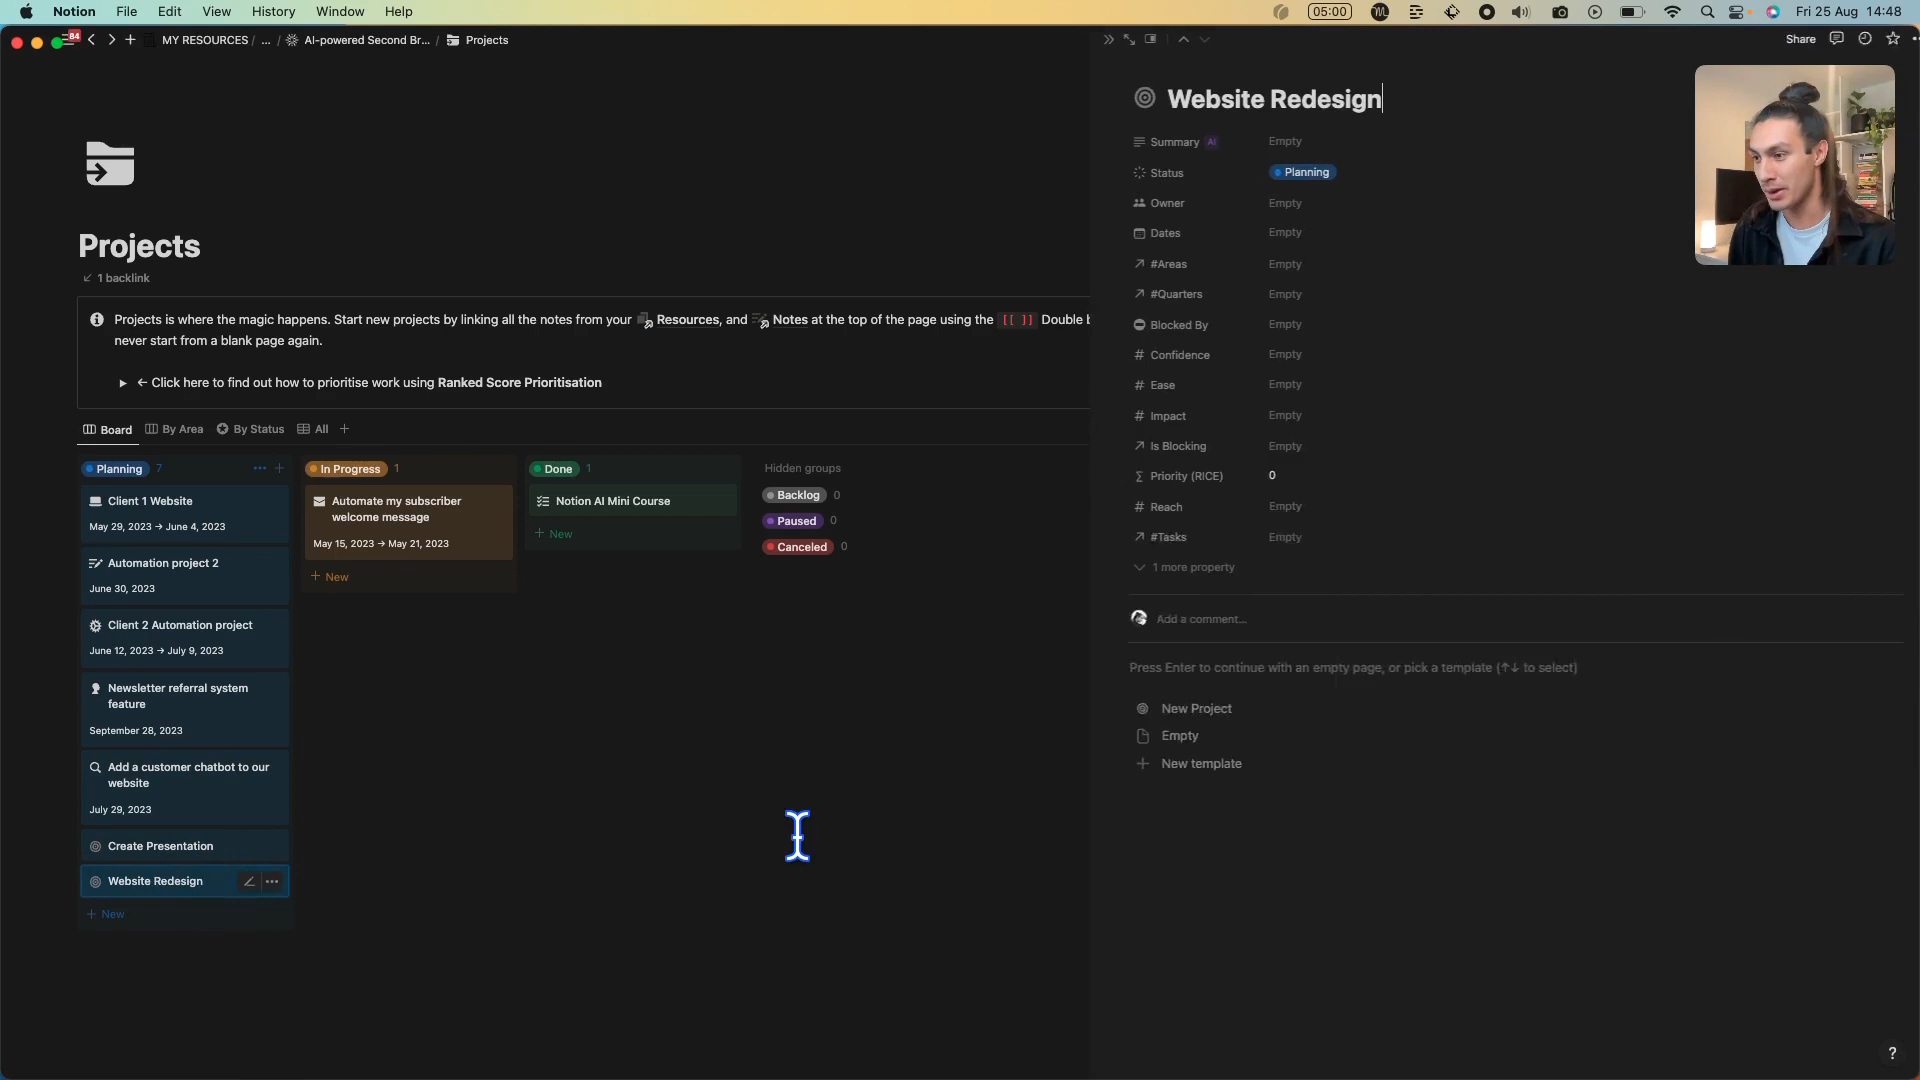 Notion File Edit View History Window Help
05:00
Fri 25 Aug 14:48
84
MY RESOURCES / ... / AI-powered Second Br... / Projects
Share
Projects
1 backlink
Projects is where the magic happens. Start new projects by linking all the notes from your Resources, and Notes at the top of the page using the [[ ]] Double b
never start from a blank page again.
← Click here to find out how to prioritise work using Ranked Score Prioritisation
Board By Area By Status All +
Planning 7
Client 1 Website
May 29, 2023 → June 4, 2023
Automation project 2
June 30, 2023
Client 2 Automation project
June 12, 2023 → July 9, 2023
Newsletter referral system
feature
September 28, 2023
Add a customer chatbot to our
website
July 29, 2023
Create Presentation
Website Redesign
+ New
In Progress 1
Automate my subscriber
welcome message
May 15, 2023 → May 21, 2023
+ New
Done 1
Notion AI Mini Course
+ New
Hidden groups
Backlog 0
Paused 0
Canceled 0
Website Redesign
Summary AI Empty
Status Planning
Owner Empty
Dates Empty
#Areas Empty
#Quarters Empty
Blocked By Empty
Confidence Empty
Ease Empty
Impact Empty
Is Blocking Empty
Priority (RICE) 0
Reach Empty
#Tasks Empty
1 more property
Add a comment...
Press Enter to continue with an empty page, or pick a template (↑↓ to select)
New Project
Empty
New template
?